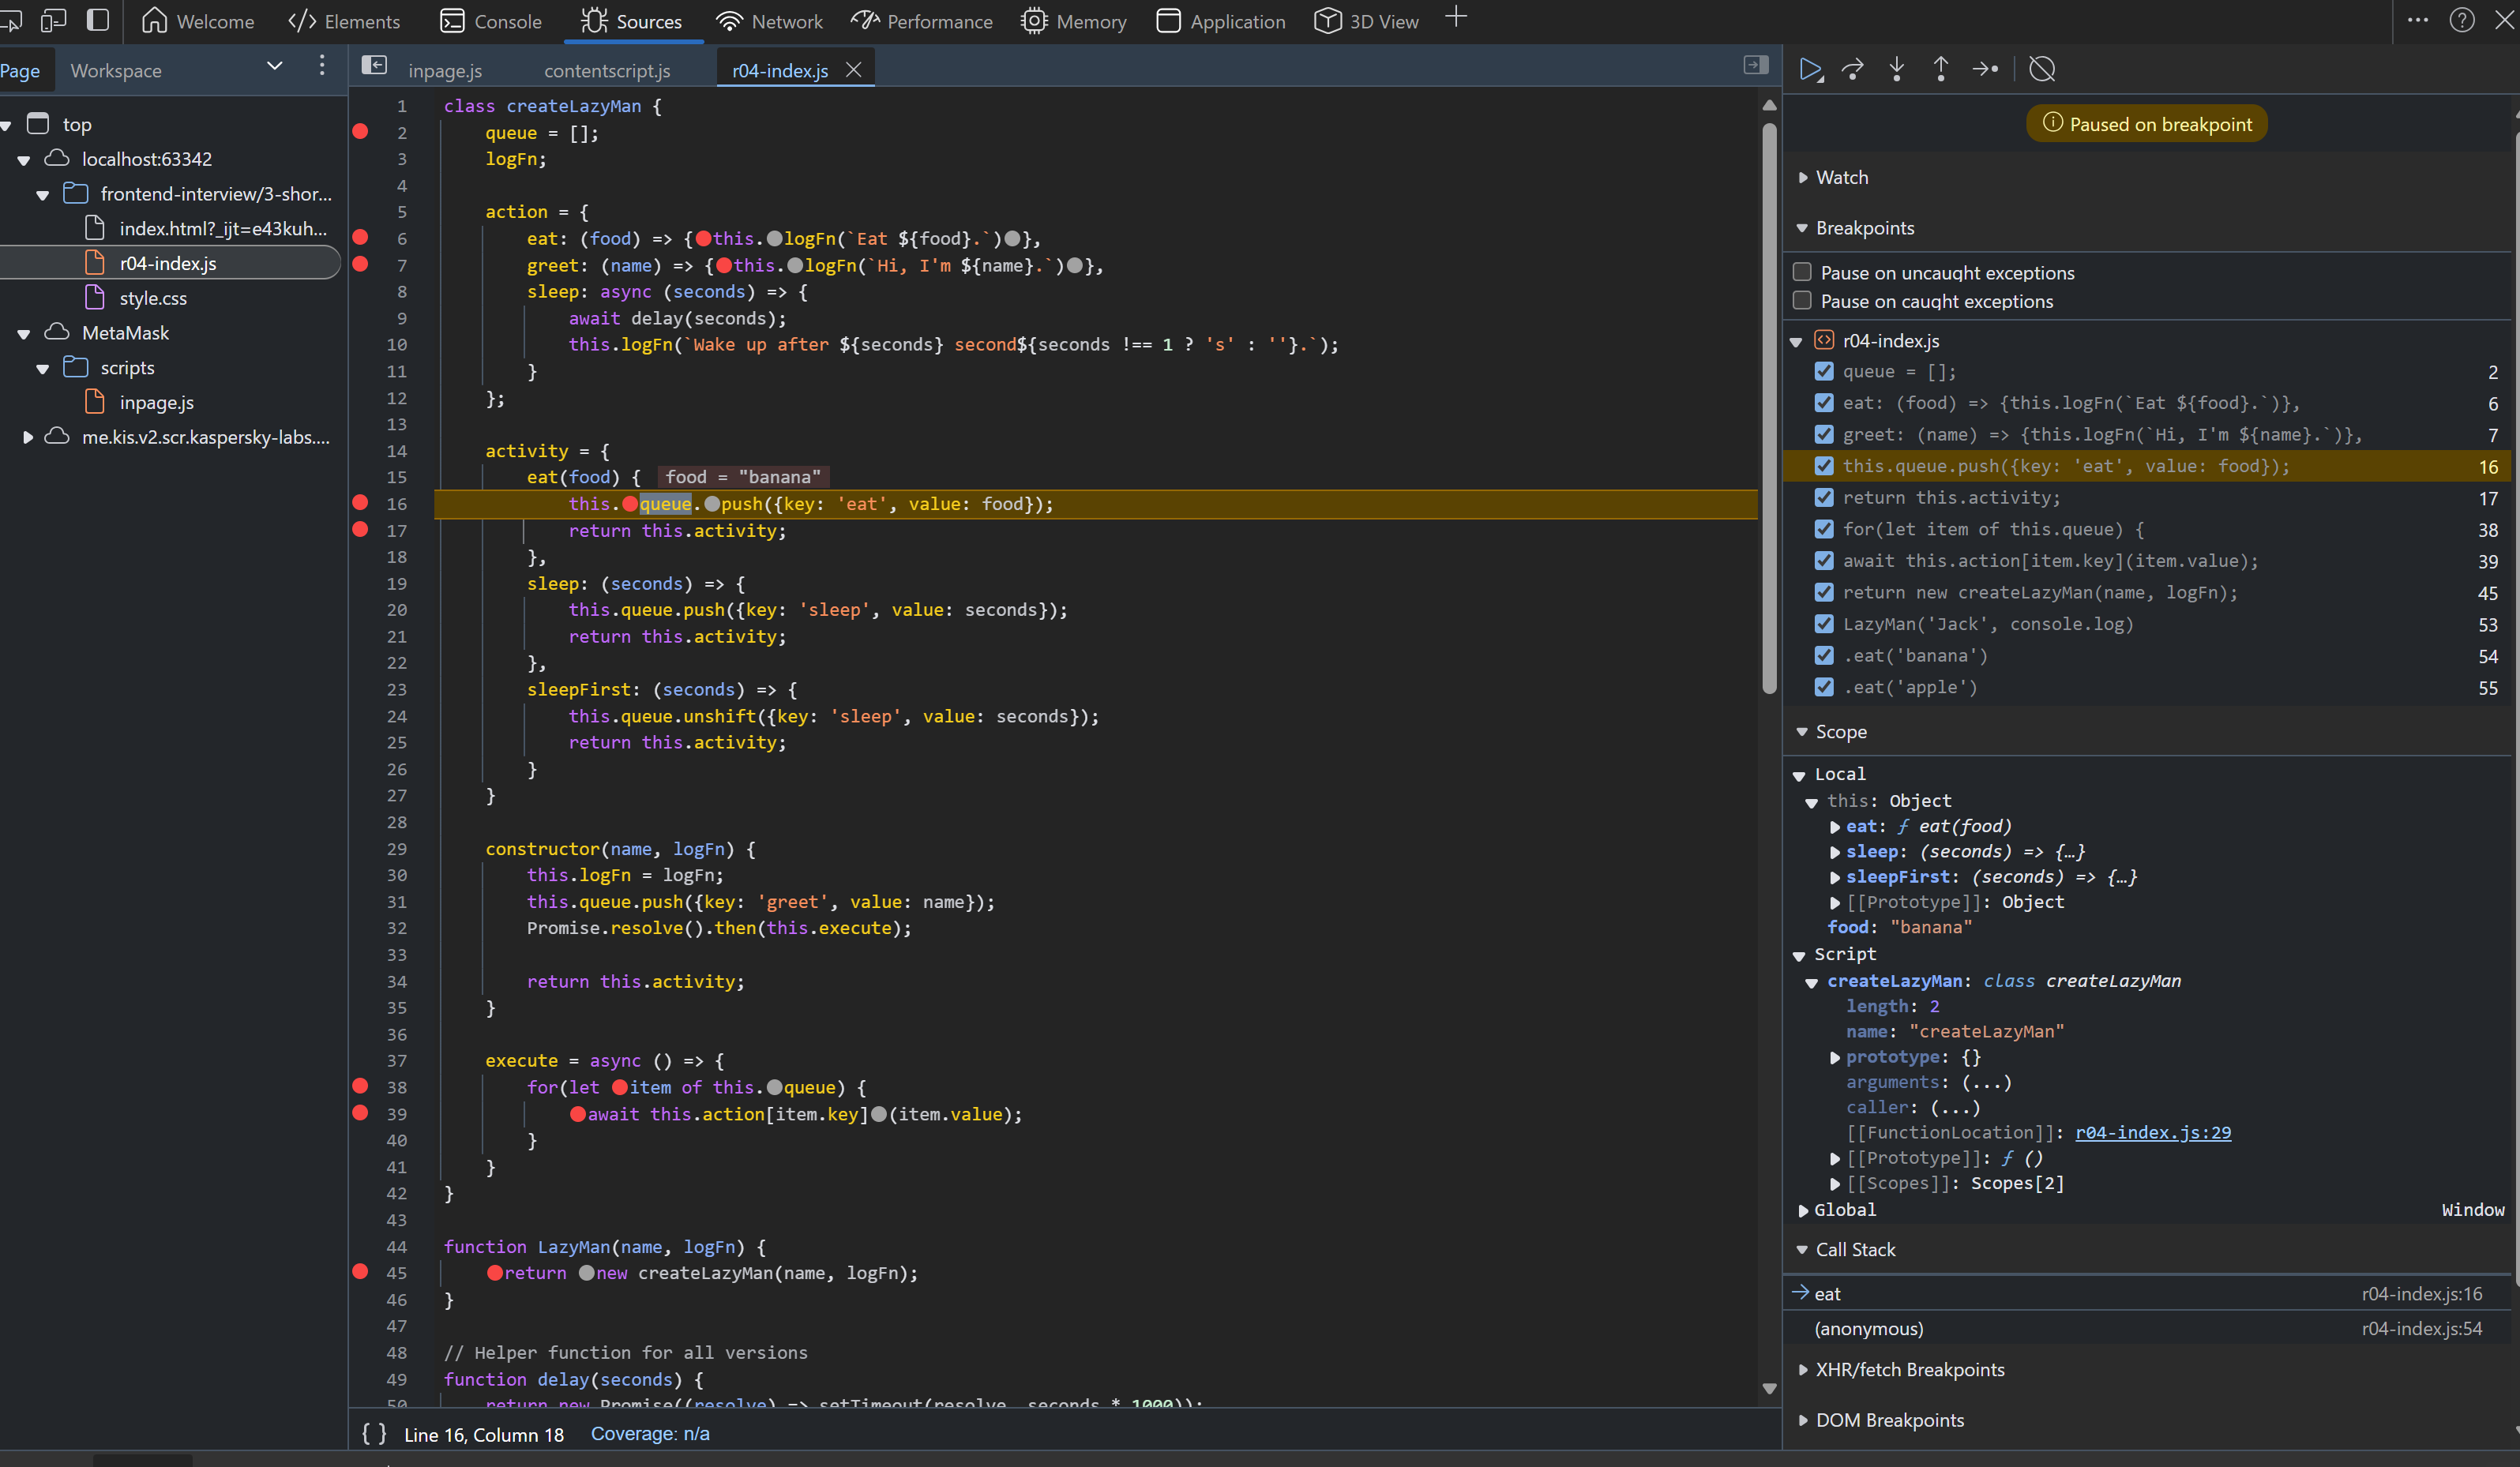 Welcome
Elements
Console
Sources
Network
Performance
Memory
Application
3D View
Page
Workspace
inpage.js
contentscript.js
r04-index.js
top
localhost:63342
frontend-interview/3-shor...
index.html?_ijt=e43kuh...
r04-index.js
style.css
MetaMask
scripts
inpage.js
me.kis.v2.scr.kaspersky-labs....
1 class createLazyMan {
2 queue = [];
3 logFn;
4
5 action = {
6 eat: (food) => {this.logFn(`Eat ${food}.`)},
7 greet: (name) => {this.logFn(`Hi, I'm ${name}.`)},
8 sleep: async (seconds) => {
9 await delay(seconds);
10 this.logFn(`Wake up after ${seconds} second${seconds !== 1 ? 's' : ''}.`);
11 }
12 };
13
14 activity = {
15 eat(food) { food = "banana"
16 this.queue.push({key: 'eat', value: food});
17 return this.activity;
18 },
19 sleep: (seconds) => {
20 this.queue.push({key: 'sleep', value: seconds});
21 return this.activity;
22 },
23 sleepFirst: (seconds) => {
24 this.queue.unshift({key: 'sleep', value: seconds});
25 return this.activity;
26 }
27 }
28
29 constructor(name, logFn) {
30 this.logFn = logFn;
31 this.queue.push({key: 'greet', value: name});
32 Promise.resolve().then(this.execute);
33
34 return this.activity;
35 }
36
37 execute = async () => {
38 for(let item of this.queue) {
39 await this.action[item.key](item.value);
40 }
41 }
42 }
43
44 function LazyMan(name, logFn) {
45 return new createLazyMan(name, logFn);
46 }
47
48 // Helper function for all versions
49 function delay(seconds) {
50 return new Promise((resolve) => setTimeout(resolve, seconds * 1000));
{ } Line 16, Column 18 Coverage: n/a
Paused on breakpoint
Watch
Breakpoints
Pause on uncaught exceptions
Pause on caught exceptions
r04-index.js
queue = []; 2
eat: (food) => {this.logFn(`Eat ${food}.`)}, 6
greet: (name) => {this.logFn(`Hi, I'm ${name}.`)}, 7
this.queue.push({key: 'eat', value: food}); 16
return this.activity; 17
for(let item of this.queue) { 38
await this.action[item.key](item.value); 39
return new createLazyMan(name, logFn); 45
LazyMan('Jack', console.log) 53
.eat('banana') 54
.eat('apple') 55
Scope
Local
this: Object
eat: ƒ eat(food)
sleep: (seconds) => {…}
sleepFirst: (seconds) => {…}
[[Prototype]]: Object
food: "banana"
Script
createLazyMan: class createLazyMan
length: 2
name: "createLazyMan"
prototype: {}
arguments: (...)
caller: (...)
[[FunctionLocation]]: r04-index.js:29
[[Prototype]]: ƒ ()
[[Scopes]]: Scopes[2]
Global Window
Call Stack
eat r04-index.js:16
(anonymous) r04-index.js:54
XHR/fetch Breakpoints
DOM Breakpoints